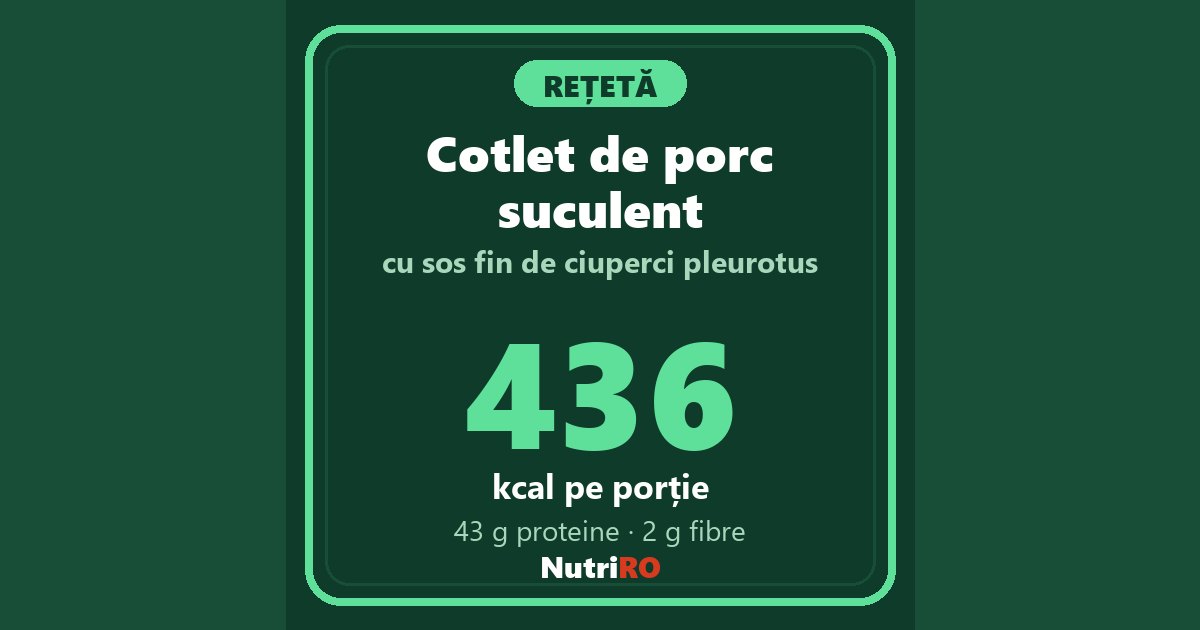 REȚETĂ
Cotlet de porc
suculent
cu sos fin de ciuperci pleurotus
436
kcal pe porție
43 g proteine · 2 g fibre
NutriRO